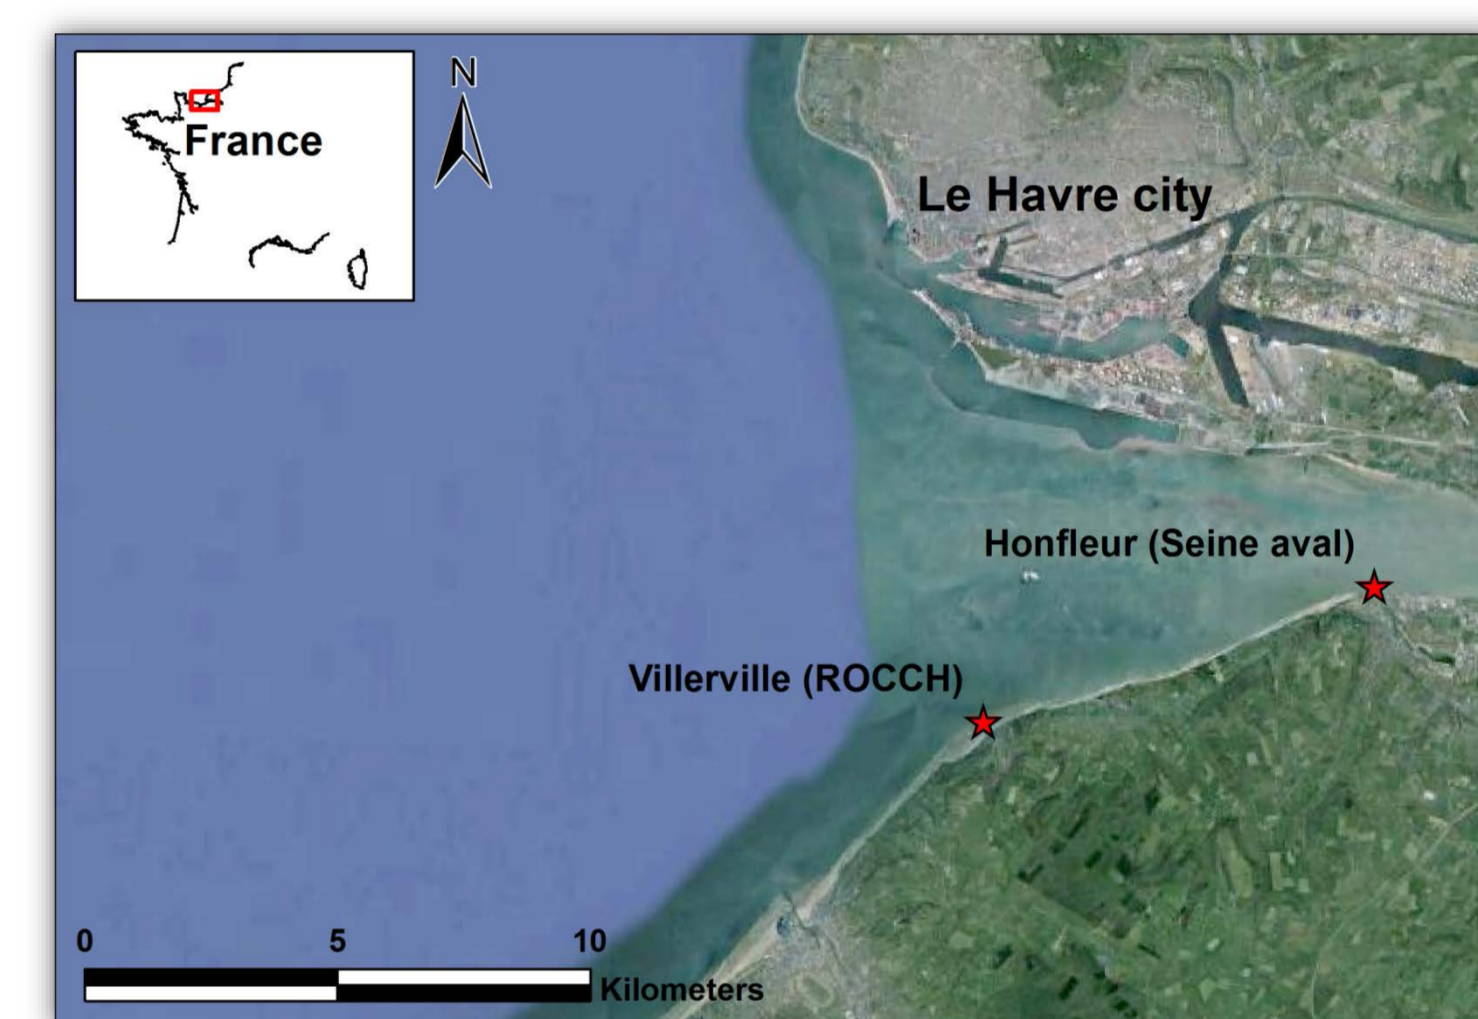 France
N
Le Havre city
Honfleur (Seine aval)
Villerville (ROCCH)
0 5 10
Kilometers